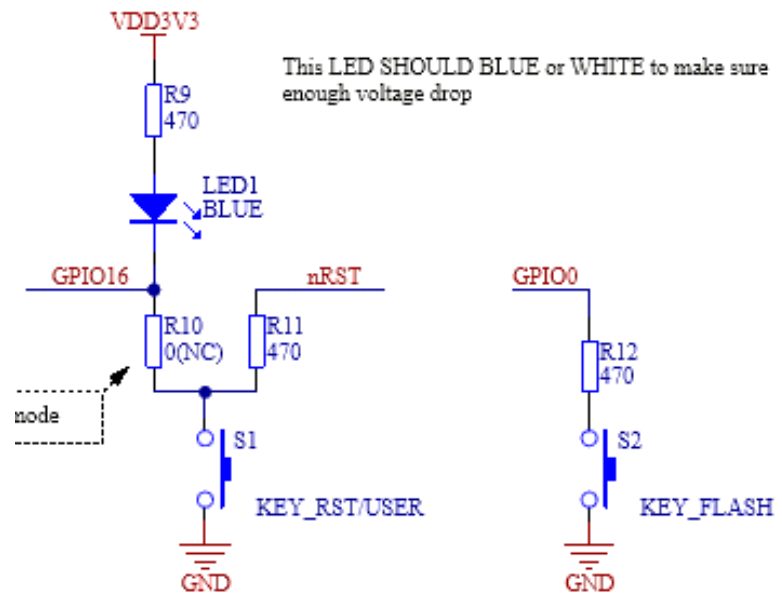 VDD3V3
This LED SHOULD BLUE or WHITE to make sure
enough voltage drop
R9
470
LED1
BLUE
GPIO16
nRST
GPIO0
R10
0(NC)
R11
470
R12
470
mode
S1
S2
KEY_RST/USER
KEY_FLASH
GND
GND